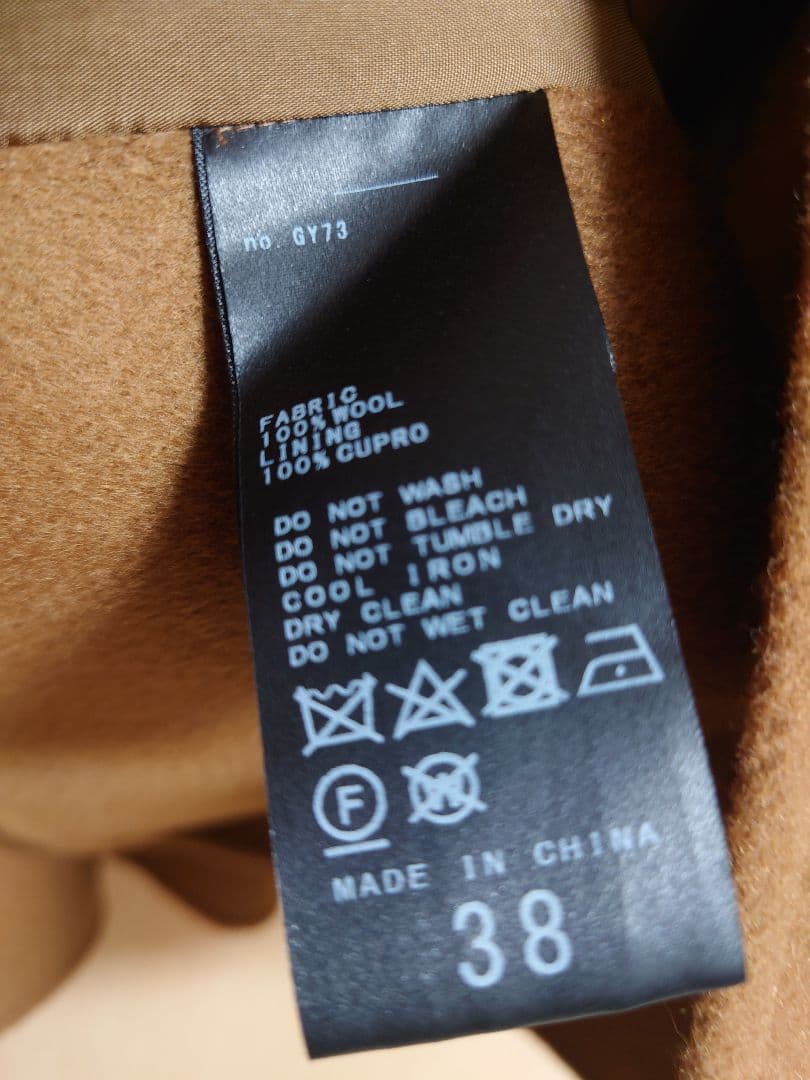 no. GY73
FABRIC
100% WOOL
LINING
100% CUPRO
DO NOT WASH
DO NOT BLEACH
DO NOT TUMBLE DRY
COOL IRON
DRY CLEAN
DO NOT WET CLEAN
F W
MADE IN CHINA
38